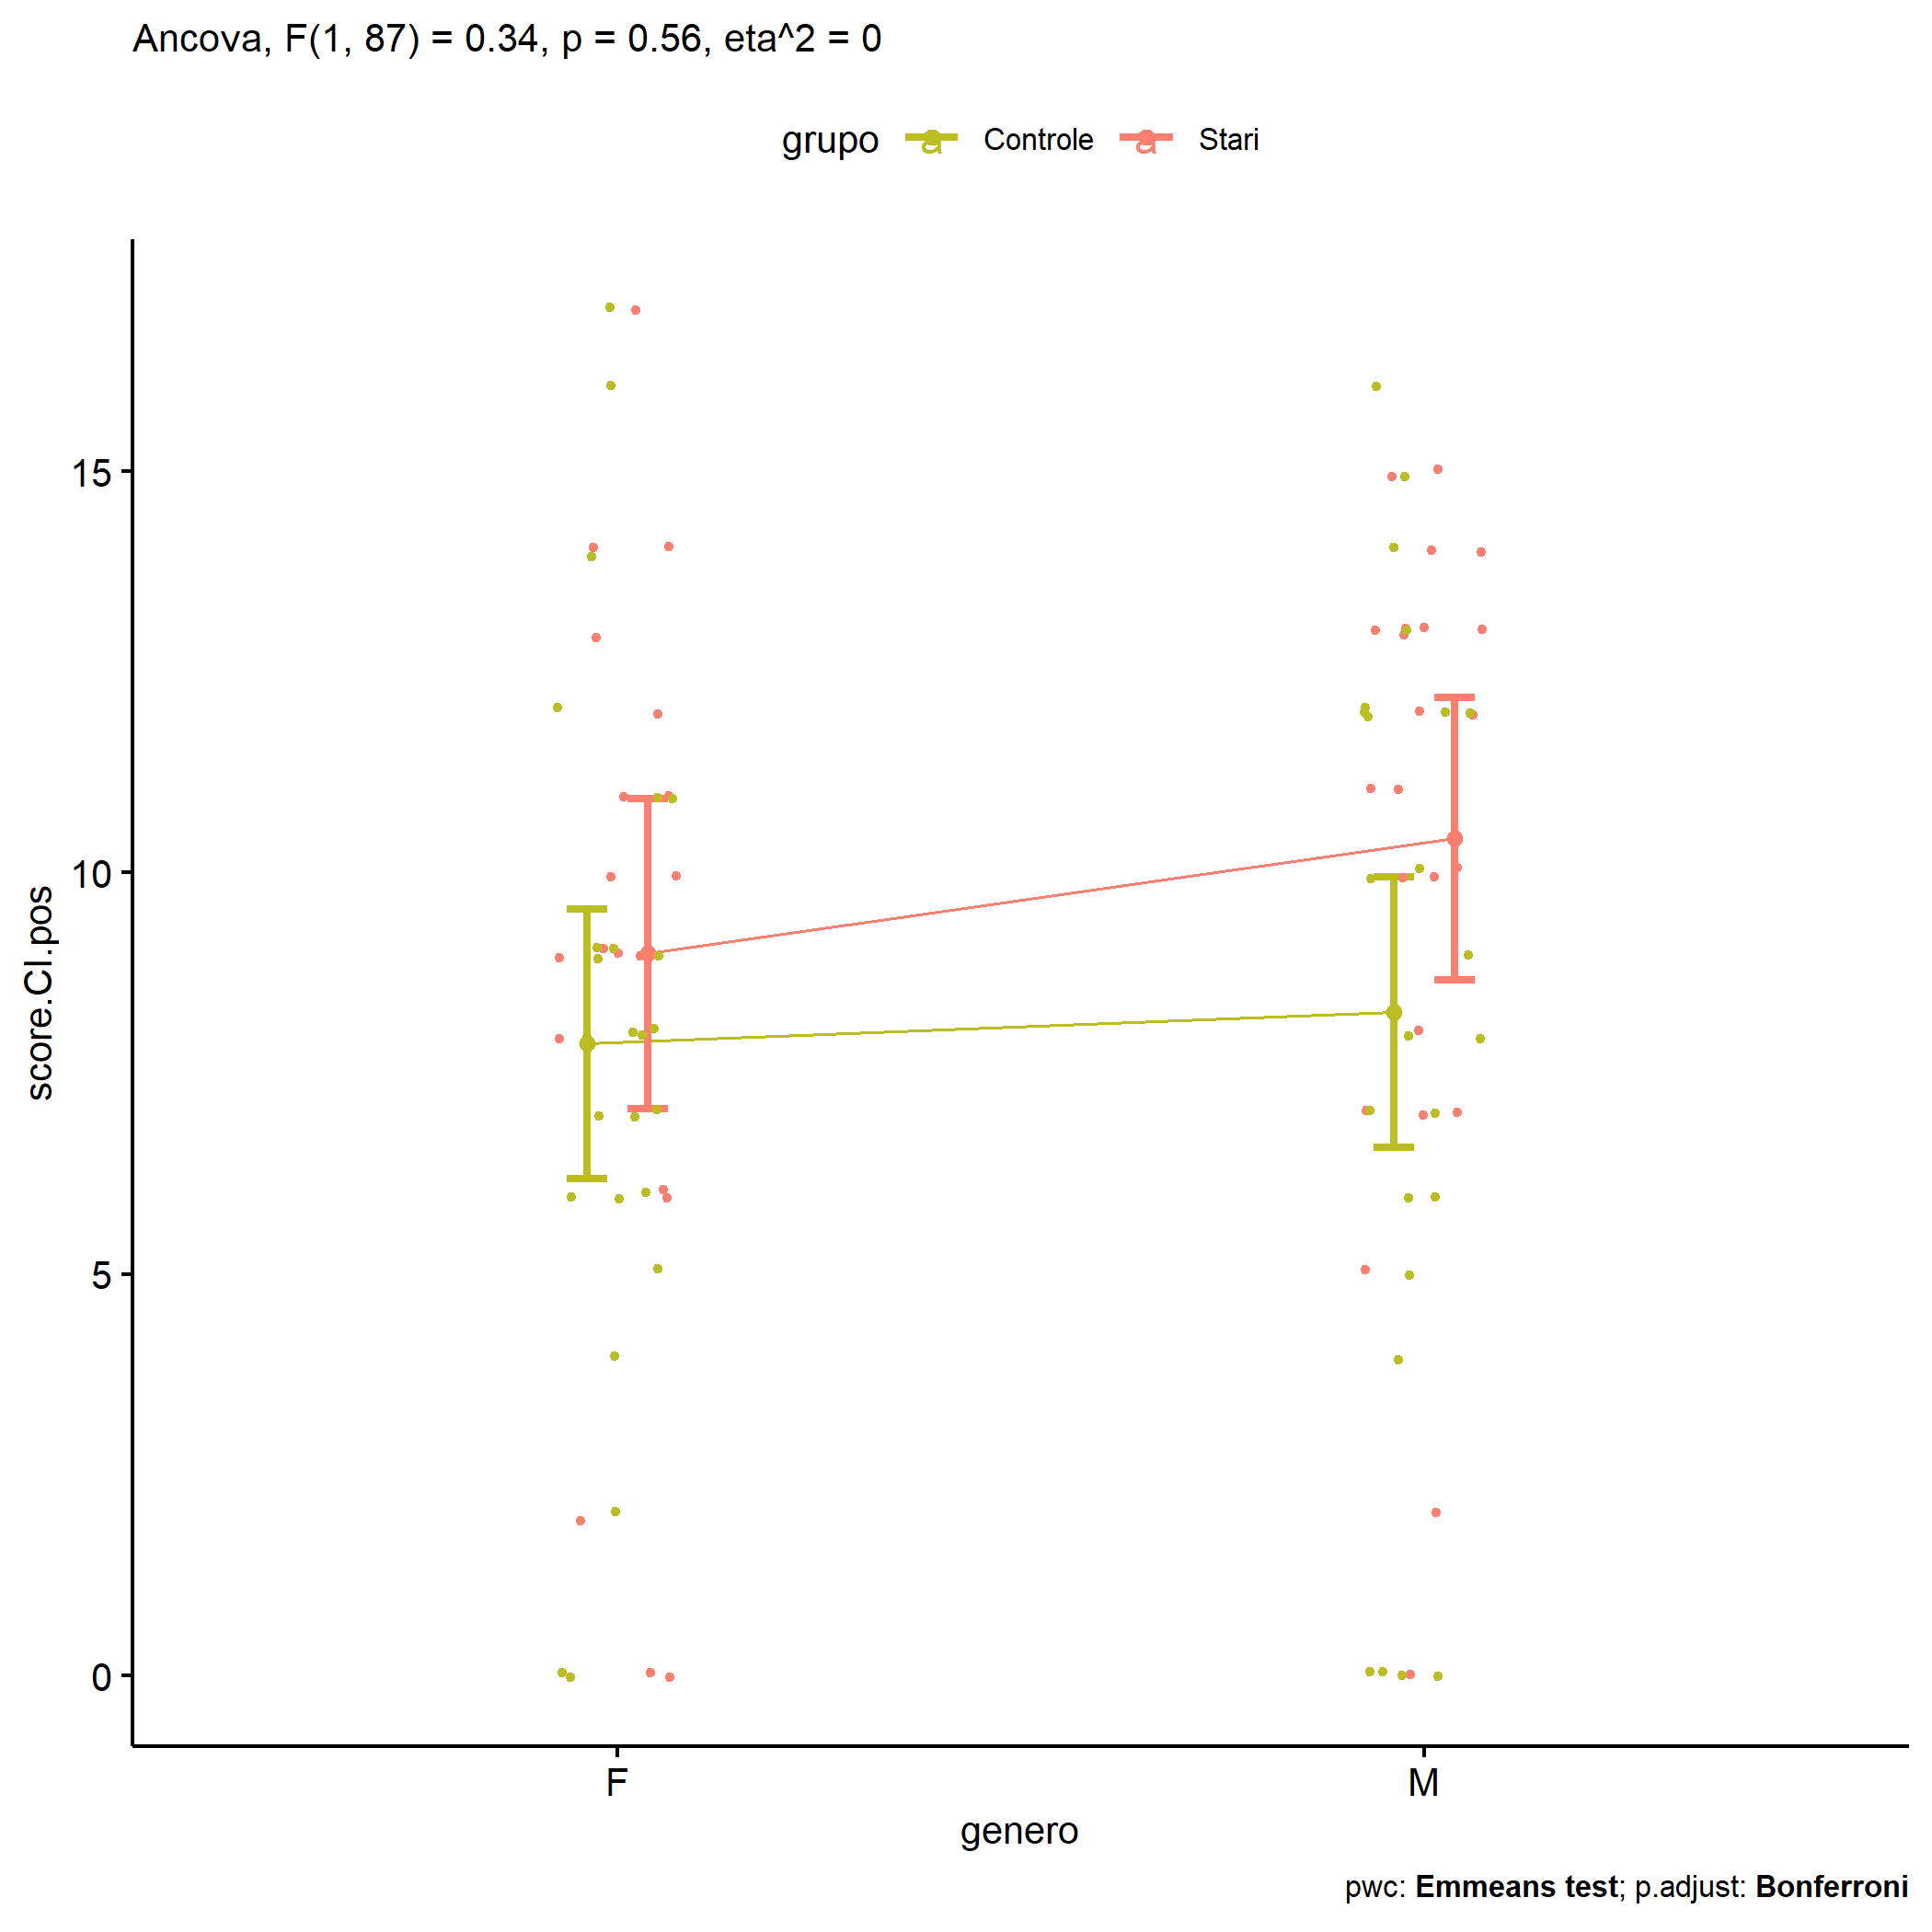 Ancova, F(1, 87) = 0.34, p = 0.56, eta^2 = 0
grupo a Controle a Stari
15
10
5
0
score.CI.pos
F M
genero
pwc: Emmeans test; p.adjust: Bonferroni